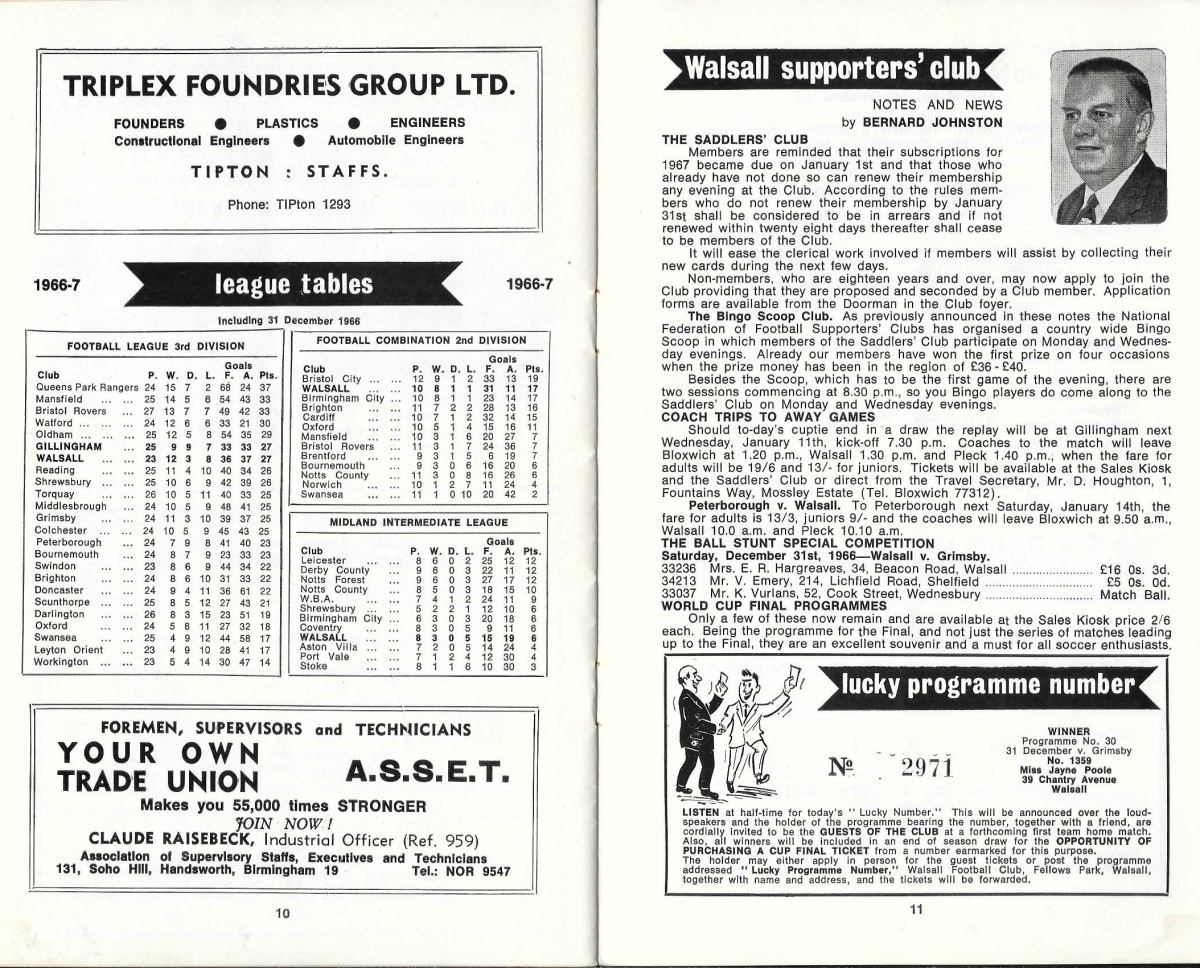 TRIPLEX FOUNDRIES GROUP LTD.
FOUNDERS ● PLASTICS ● ENGINEERS
Constructional Engineers ● Automobile Engineers
TIPTON : STAFFS.
Phone: TIPton 1293
1966-7 league tables 1966-7
Including 31 December 1966
FOOTBALL LEAGUE 3rd DIVISION
Goals
Club P. W. D. L. F. A. Pts.
Queens Park Rangers 24 15 7 2 68 24 37
Mansfield ... ... 25 14 5 6 54 43 33
Bristol Rovers ... 27 13 7 7 49 42 33
Watford ... ... 24 12 6 6 33 21 30
Oldham ... ... ... 25 12 5 8 54 35 29
GILLINGHAM ... 25 9 9 7 33 33 27
WALSALL ... ... 23 12 3 8 36 37 27
Reading ... ... 25 11 4 10 40 34 26
Shrewsbury ... ... 25 10 6 9 42 39 26
Torquay ... ... 26 10 5 11 40 33 25
Middlesbrough ... 24 10 5 9 48 41 25
Grimsby ... ... 24 11 3 10 39 37 25
Colchester ... ... 24 10 5 9 45 43 25
Peterborough ... 24 7 9 8 41 40 23
Bournemouth ... 24 8 7 9 23 33 23
Swindon ... ... 23 8 6 9 44 34 22
Brighton ... ... 24 8 6 10 31 33 22
Doncaster ... ... 24 9 4 11 36 61 22
Scunthorpe ... ... 25 8 5 12 27 43 21
Darlington ... ... 26 8 3 15 23 51 19
Oxford ... ... 24 5 8 11 27 32 18
Swansea ... ... 25 4 9 12 44 58 17
Leyton Orient ... 23 4 9 10 28 41 17
Workington ... ... 23 5 4 14 30 47 14
FOOTBALL COMBINATION 2nd DIVISION
Goals
Club P. W. D. L. F. A. Pts.
Bristol City ... ... 12 9 1 2 33 13 19
WALSALL ... ... 10 8 1 1 31 11 17
Birmingham City ... 10 8 1 1 23 14 17
Brighton ... ... 11 7 2 2 28 13 16
Cardiff ... ... 10 7 1 2 32 14 15
Oxford ... ... 10 5 1 4 15 16 11
Mansfield ... ... 10 3 1 6 20 27 7
Bristol Rovers ... 11 3 1 7 24 36 7
Brentford ... ... 9 3 1 5 6 19 7
Bournemouth ... 9 3 0 6 16 20 6
Notts County ... 11 3 0 8 16 26 6
Norwich ... ... 10 1 2 7 11 24 4
Swansea ... ... 11 1 0 10 20 42 2
MIDLAND INTERMEDIATE LEAGUE
Goals
Club P. W. D. L. F. A. Pts.
Leicester ... ... 8 6 0 2 25 12 12
Derby County ... 9 6 0 3 22 11 12
Notts Forest ... 9 6 0 3 27 17 12
Notts County ... 8 5 0 3 18 15 10
W.B.A. ... ... 7 4 1 2 24 11 9
Shrewsbury ... ... 5 2 2 1 12 10 6
Birmingham City ... 6 3 0 3 20 18 6
Coventry ... ... 8 3 0 5 9 11 6
WALSALL ... ... 8 3 0 5 15 19 6
Aston Villa ... ... 7 2 0 5 14 24 4
Port Vale ... ... 7 1 2 4 12 30 4
Stoke ... ... 8 1 1 6 10 30 3
FOREMEN, SUPERVISORS and TECHNICIANS
YOUR OWN
TRADE UNION A.S.S.E.T.
Makes you 55,000 times STRONGER
JOIN NOW!
CLAUDE RAISEBECK, Industrial Officer (Ref. 959)
Association of Supervisory Staffs, Executives and Technicians
131, Soho Hill, Handsworth, Birmingham 19 Tel.: NOR 9547
10
Walsall supporters' club
NOTES AND NEWS
by BERNARD JOHNSTON
THE SADDLERS' CLUB
Members are reminded that their subscriptions for
1967 became due on January 1st and that those who
already have not done so can renew their membership
any evening at the Club. According to the rules mem-
bers who do not renew their membership by January
31st shall be considered to be in arrears and if not
renewed within twenty eight days thereafter shall cease
to be members of the Club.
It will ease the clerical work involved if members will assist by collecting their
new cards during the next few days.
Non-members, who are eighteen years and over, may now apply to join the
Club providing that they are proposed and seconded by a Club member. Application
forms are available from the Doorman in the Club foyer.
The Bingo Scoop Club. As previously announced in these notes the National
Federation of Football Supporters' Clubs has organised a country wide Bingo
Scoop in which members of the Saddlers' Club participate on Monday and Wednes-
day evenings. Already our members have won the first prize on four occasions
when the prize money has been in the region of £36 - £40.
Besides the Scoop, which has to be the first game of the evening, there are
two sessions commencing at 8.30 p.m., so you Bingo players do come along to the
Saddlers' Club on Monday and Wednesday evenings.
COACH TRIPS TO AWAY GAMES
Should to-day's cuptie end in a draw the replay will be at Gillingham next
Wednesday, January 11th, kick-off 7.30 p.m. Coaches to the match will leave
Bloxwich at 1.20 p.m., Walsall 1.30 p.m. and Pleck 1.40 p.m., when the fare for
adults will be 19/6 and 13/- for juniors. Tickets will be available at the Sales Kiosk
and the Saddlers' Club or direct from the Travel Secretary, Mr. D. Houghton, 1,
Fountains Way, Mossley Estate (Tel. Bloxwich 77312).
Peterborough v. Walsall. To Peterborough next Saturday, January 14th, the
fare for adults is 13/3, juniors 9/- and the coaches will leave Bloxwich at 9.50 a.m.,
Walsall 10.0 a.m. and Pleck 10.10 a.m.
THE BALL STUNT SPECIAL COMPETITION
Saturday, December 31st, 1966—Walsall v. Grimsby.
33236 Mrs. E. R. Hargreaves, 34, Beacon Road, Walsall ........ £16 0s. 3d.
34213 Mr. V. Emery, 214, Lichfield Road, Shelfield ........ £5 0s. 0d.
33037 Mr. K. Vurlans, 52, Cook Street, Wednesbury ........ Match Ball.
WORLD CUP FINAL PROGRAMMES
Only a few of these now remain and are available at the Sales Kiosk price 2/6
each. Being the programme for the Final, and not just the series of matches leading
up to the Final, they are an excellent souvenir and a must for all soccer enthusiasts.
lucky programme number
Nº 2971
WINNER
Programme No. 30
31 December v. Grimsby
No. 1359
Miss Jayne Poole
39 Chantry Avenue
Walsall
LISTEN at half-time for today's "Lucky Number." This will be announced over the loud-
speakers and the holder of the programme bearing the number, together with a friend, are
cordially invited to be the GUESTS OF THE CLUB at a forthcoming first team home match.
Also, all winners will be included in an end of season draw for the OPPORTUNITY OF
PURCHASING A CUP FINAL TICKET from a number earmarked for this purpose.
The holder may either apply in person for the guest tickets or post the programme
addressed "Lucky Programme Number," Walsall Football Club, Fellows Park, Walsall,
together with name and address, and the tickets will be forwarded.
11